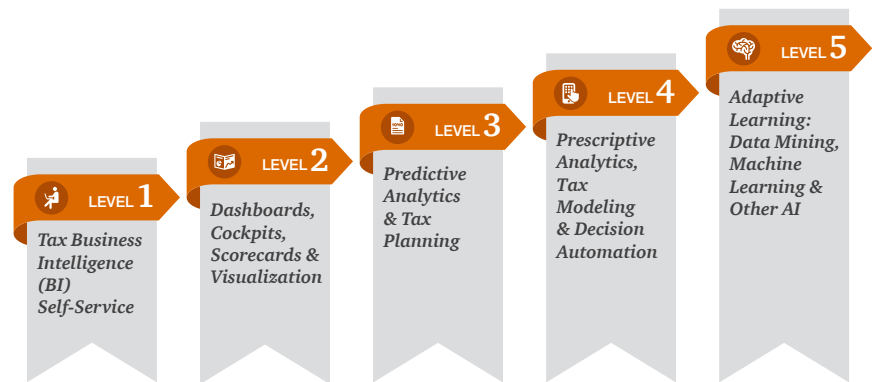 LEVEL 1
Tax Business
Intelligence
(BI)
Self-Service
LEVEL 2
Dashboards,
Cockpits,
Scorecards &
Visualization
LEVEL 3
Predictive
Analytics
& Tax
Planning
LEVEL 4
Prescriptive
Analytics,
Tax
Modeling
& Decision
Automation
LEVEL 5
Adaptive
Learning:
Data Mining,
Machine
Learning &
Other AI